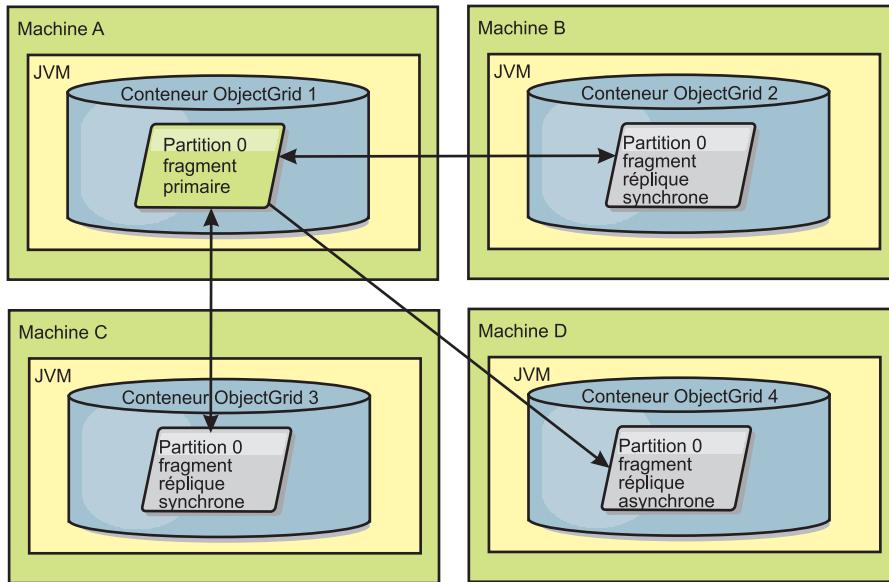 Machine A
JVM
Conteneur ObjectGrid 1
Partition 0
fragment
primaire
Machine B
JVM
Conteneur ObjectGrid 2
Partition 0
fragment
réplique
synchrone
Machine C
JVM
Conteneur ObjectGrid 3
Partition 0
fragment
réplique
synchrone
Machine D
JVM
Conteneur ObjectGrid 4
Partition 0
fragment
réplique
asynchrone